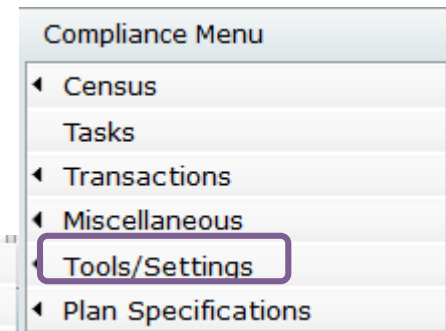 Compliance Menu
Census
Tasks
Transactions
Miscellaneous
Tools/Settings
Plan Specifications